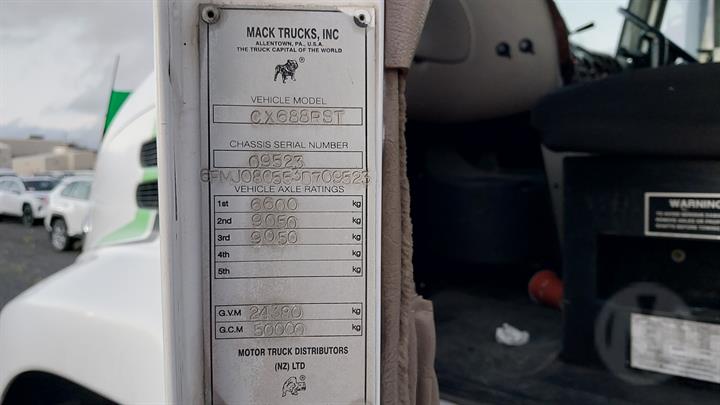 MACK TRUCKS, INC
ALLENTOWN, PA., U.S.A.
THE TRUCK CAPITAL OF THE WORLD
VEHICLE MODEL
CX688RST
CHASSIS SERIAL NUMBER
09523
VEHICLE AXLE RATINGS
1st 6600 kg
2nd 9050 kg
3rd 9050 kg
4th kg
5th kg
G.V.M kg
G.C.M 50000 kg
MOTOR TRUCK DISTRIBUTORS
(NZ) LTD
WARNING